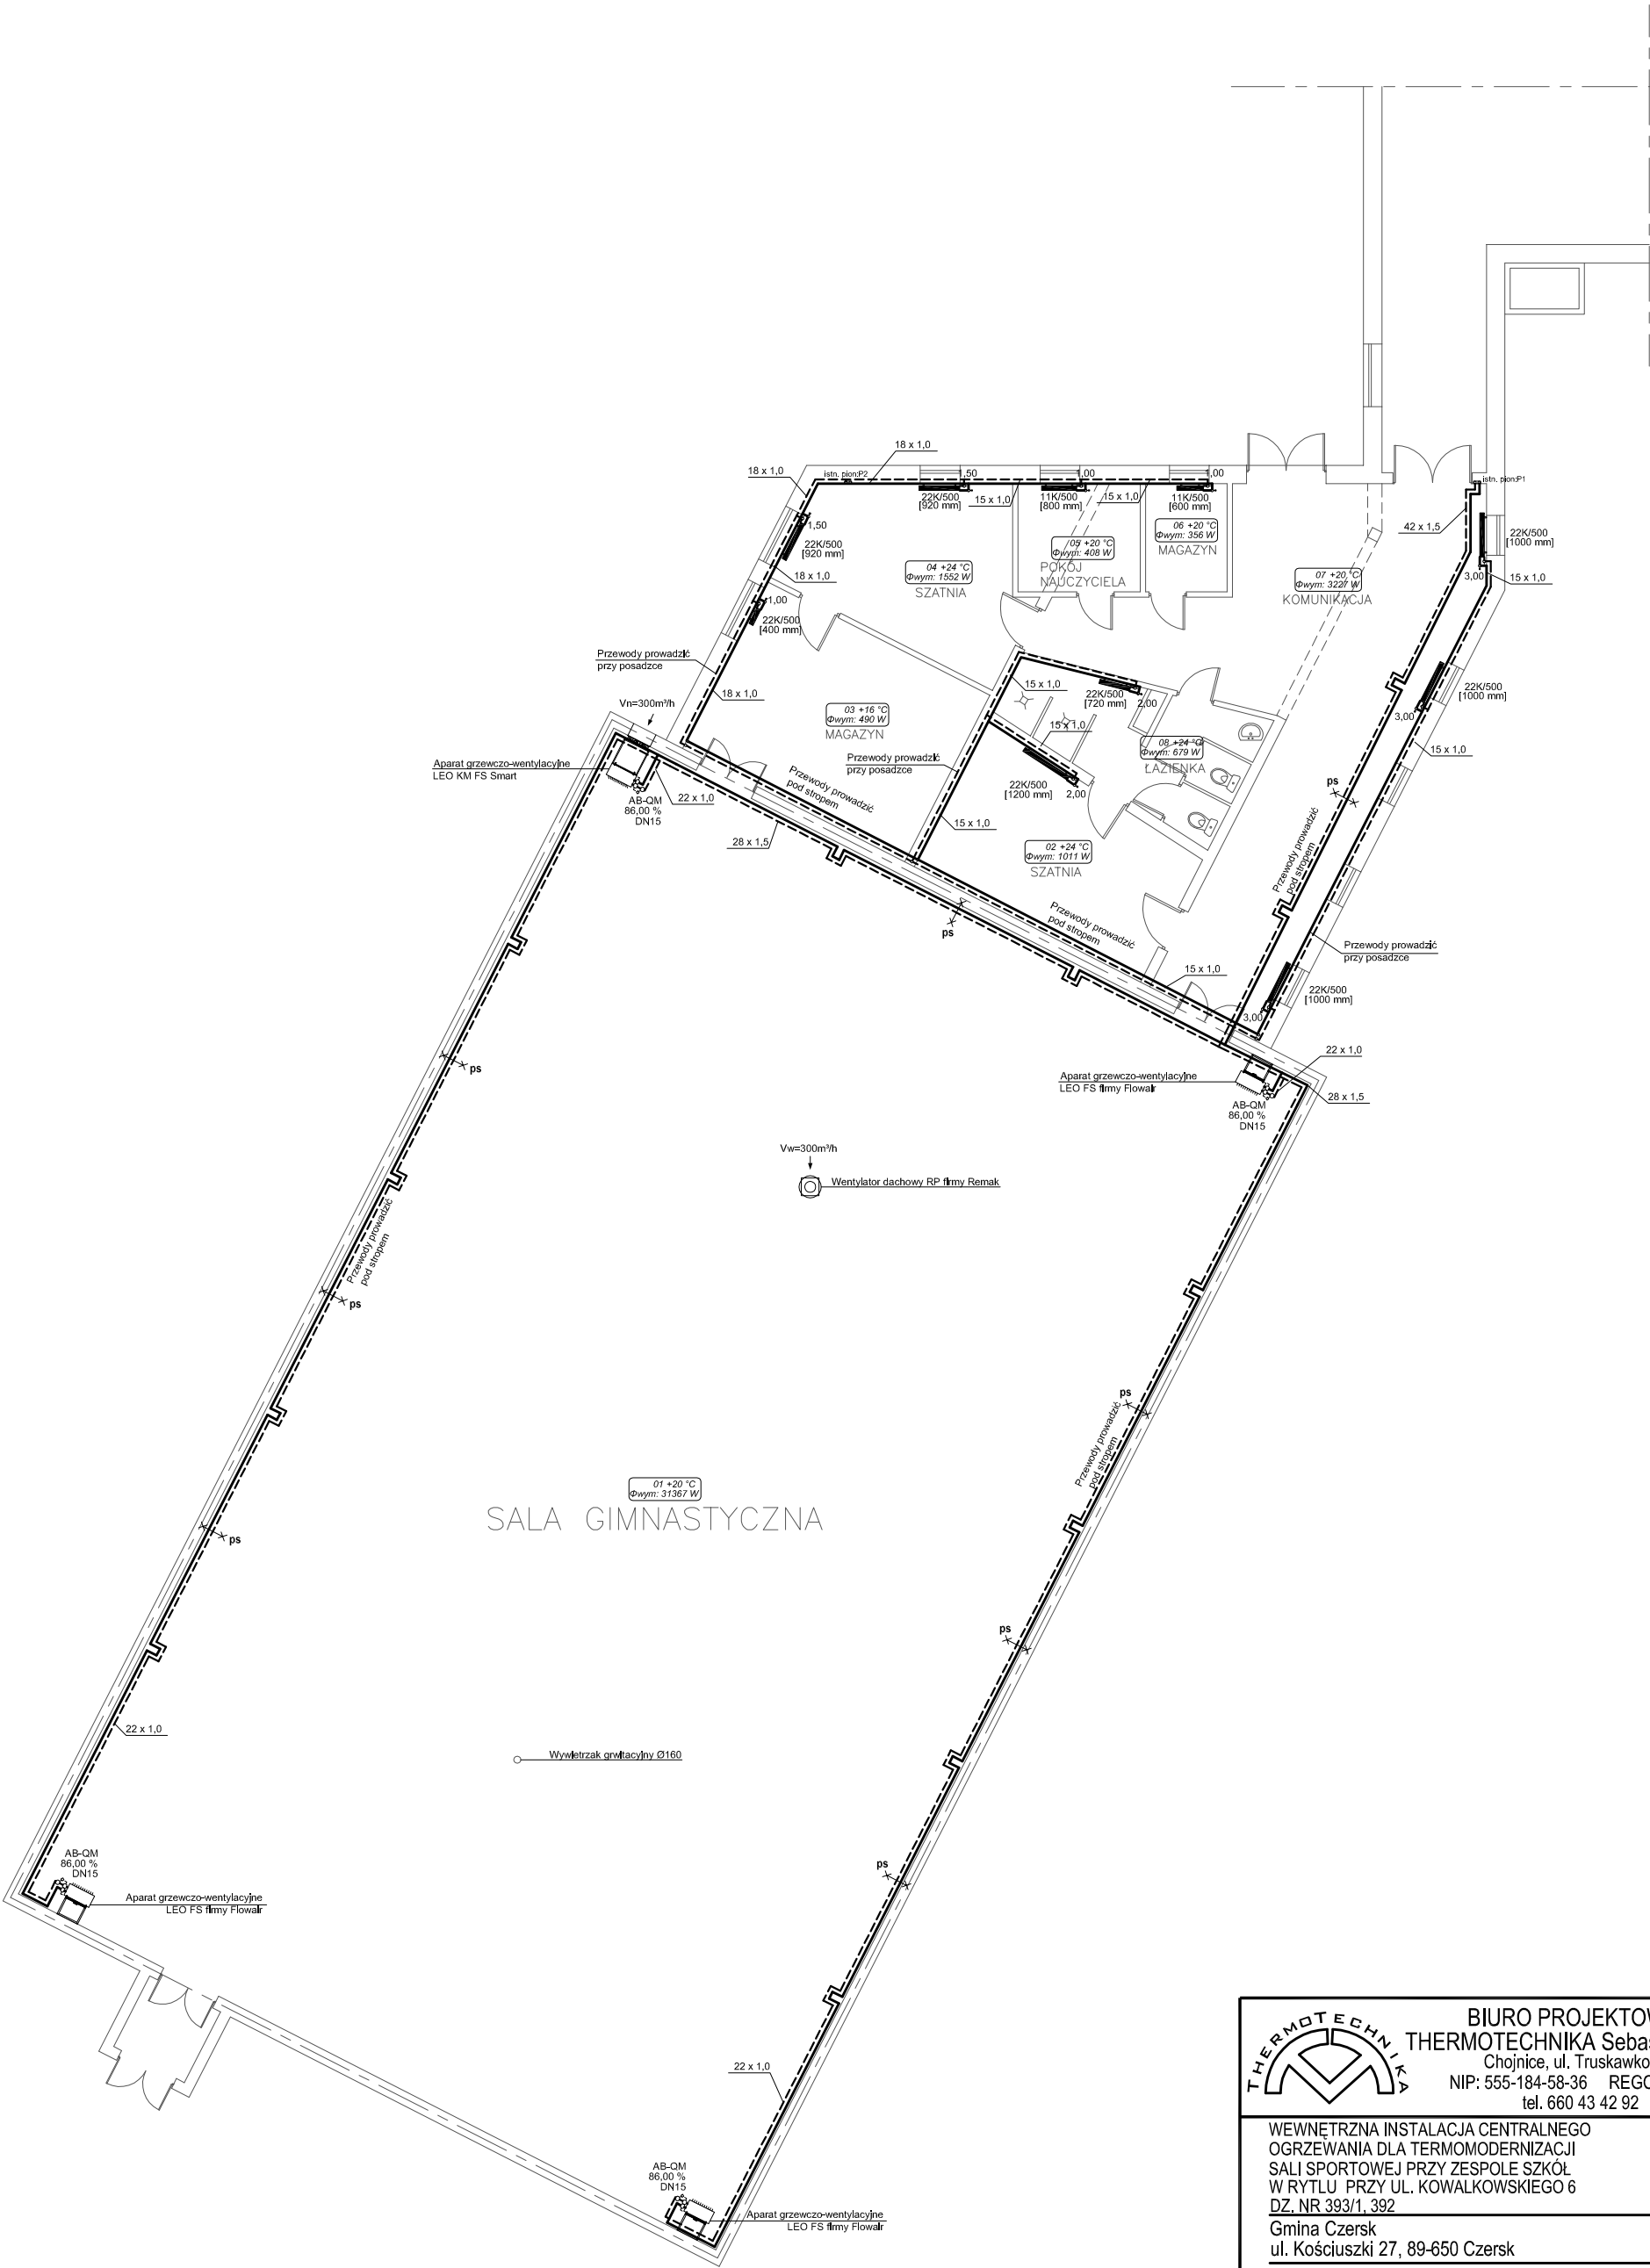 18 x 1,0
18 x 1,0
istn. pion:P2
1,50
1,00
1,00
istn. pion:P1
22K/500
[920 mm]
15 x 1,0
11K/500
[800 mm]
15 x 1,0
11K/500
[600 mm]
42 x 1,5
22K/500
[1000 mm]
1,50
22K/500
[920 mm]
06 +20 °C
Φwym: 356 W
MAGAZYN
05 +20 °C
Φwym: 408 W
POKÓJ
NAUCZYCIELA
04 +24 °C
Φwym: 1552 W
SZATNIA
07 +20 °C
Φwym: 3227 W
KOMUNIKACJA
3,00
15 x 1,0
18 x 1,0
1,00
22K/500
[400 mm]
Przewody prowadzić
przy posadzce
18 x 1,0
15 x 1,0
22K/500
[720 mm]
2,00
22K/500
[1000 mm]
3,00
Vn=300m³/h
03 +16 °C
Φwym: 490 W
MAGAZYN
15 x 1,0
08 +24 °C
Φwym: 679 W
ŁAZIENKA
15 x 1,0
Aparat grzewczo-wentylacyjne
LEO KM FS Smart
Przewody prowadzić
przy posadzce
Przewody prowadzić
pod stropem
22K/500
[1200 mm]
2,00
ps
AB-QM
86,00 %
DN15
22 x 1,0
28 x 1,5
15 x 1,0
02 +24 °C
Φwym: 1011 W
SZATNIA
Przewody prowadzić
pod stropem
ps
Przewody prowadzić
pod stropem
Przewody prowadzić
przy posadzce
15 x 1,0
22K/500
[1000 mm]
3,00
22 x 1,0
ps
Aparat grzewczo-wentylacyjne
LEO FS firmy Flowair
28 x 1,5
AB-QM
86,00 %
DN15
Vw=300m³/h
Wentylator dachowy RP firmy Remak
Przewody prowadzić
pod stropem
ps
ps
Przewody prowadzić
pod stropem
01 +20 °C
Φwym: 31367 W
SALA GIMNASTYCZNA
ps
ps
22 x 1,0
Wywietrzak grwitacyjny Ø160
AB-QM
86,00 %
DN15
ps
Aparat grzewczo-wentylacyjne
LEO FS firmy Flowair
22 x 1,0
AB-QM
86,00 %
DN15
Aparat grzewczo-wentylacyjne
LEO FS firmy Flowair
THERMOTECHNIKA
BIURO PROJEKTOW
THERMOTECHNIKA Sebas
Chojnice, ul. Truskawko
NIP: 555-184-58-36 REGO
tel. 660 43 42 92
WEWNĘTRZNA INSTALACJA CENTRALNEGO
OGRZEWANIA DLA TERMOMODERNIZACJI
SALI SPORTOWEJ PRZY ZESPOLE SZKÓŁ
W RYTLU PRZY UL. KOWALKOWSKIEGO 6
DZ. NR 393/1, 392
Gmina Czersk
ul. Kościuszki 27, 89-650 Czersk